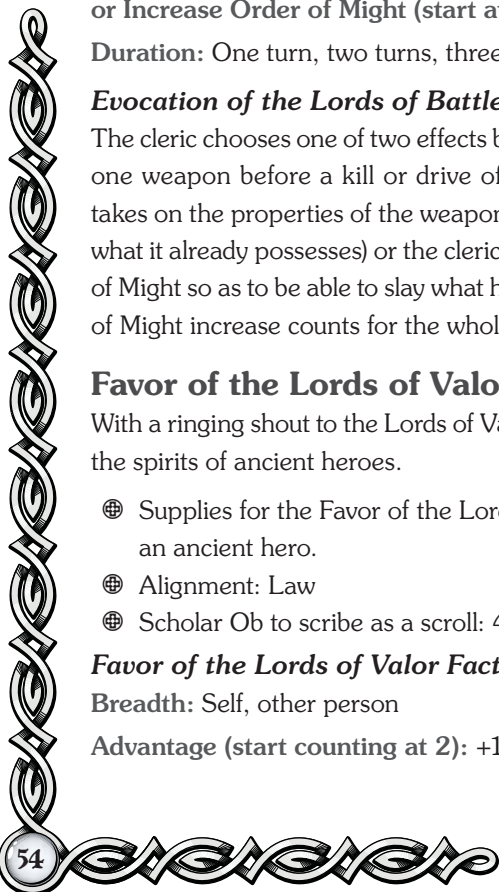 or Increase Order of Might (start
Duration: One turn, two turns, three
Evocation of the Lords of Battle
The cleric chooses one of two effects
one weapon before a kill or drive of
takes on the properties of the weapon
what it already possesses) or the cleric
of Might so as to be able to slay what
of Might increase counts for the
Favor of the Lords of
With a ringing shout to the Lords of
the spirits of ancient heroes.
Supplies for the Favor of the
an ancient hero.
Alignment: Law
Scholar Ob to scribe as a scroll: 4
Favor of the Lords of Valor
Breadth: Self, other person
Advantage (start counting at 2): +1
54